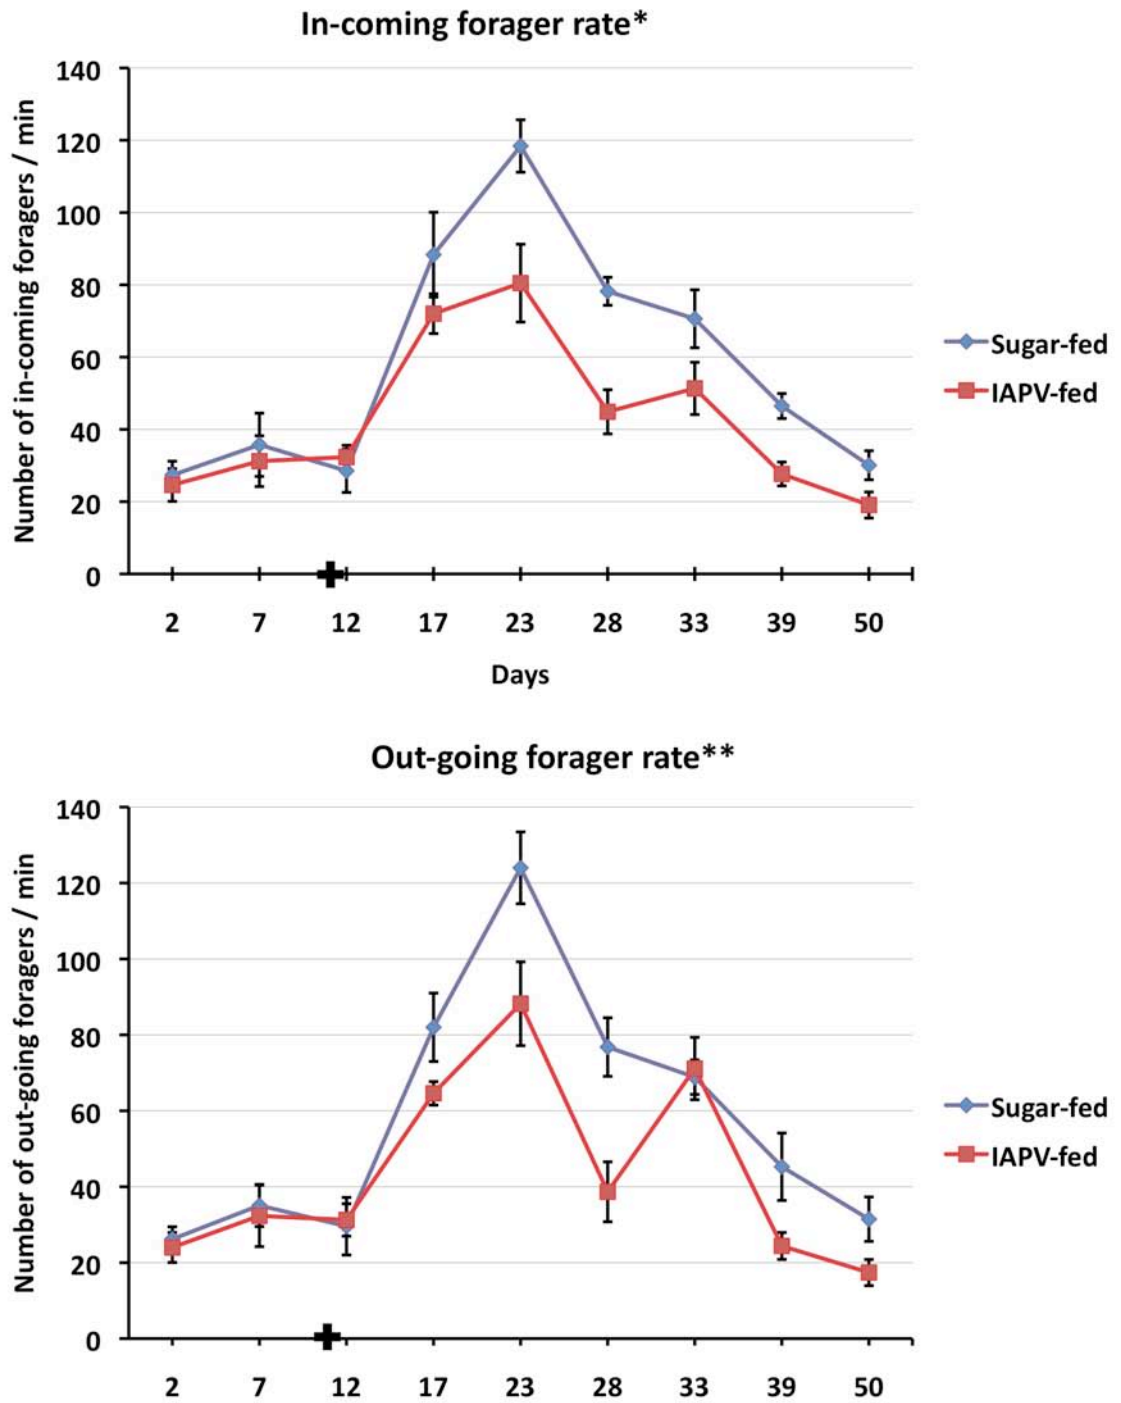 In-coming forager rate*
Number of in-coming foragers / min
140
120
100
80
60
40
20
0
2 7 12 17 23 28 33 39 50
Days
Sugar-fed
IAPV-fed
Out-going forager rate**
Number of out-going foragers / min
140
120
100
80
60
40
20
0
2 7 12 17 23 28 33 39 50
Sugar-fed
IAPV-fed